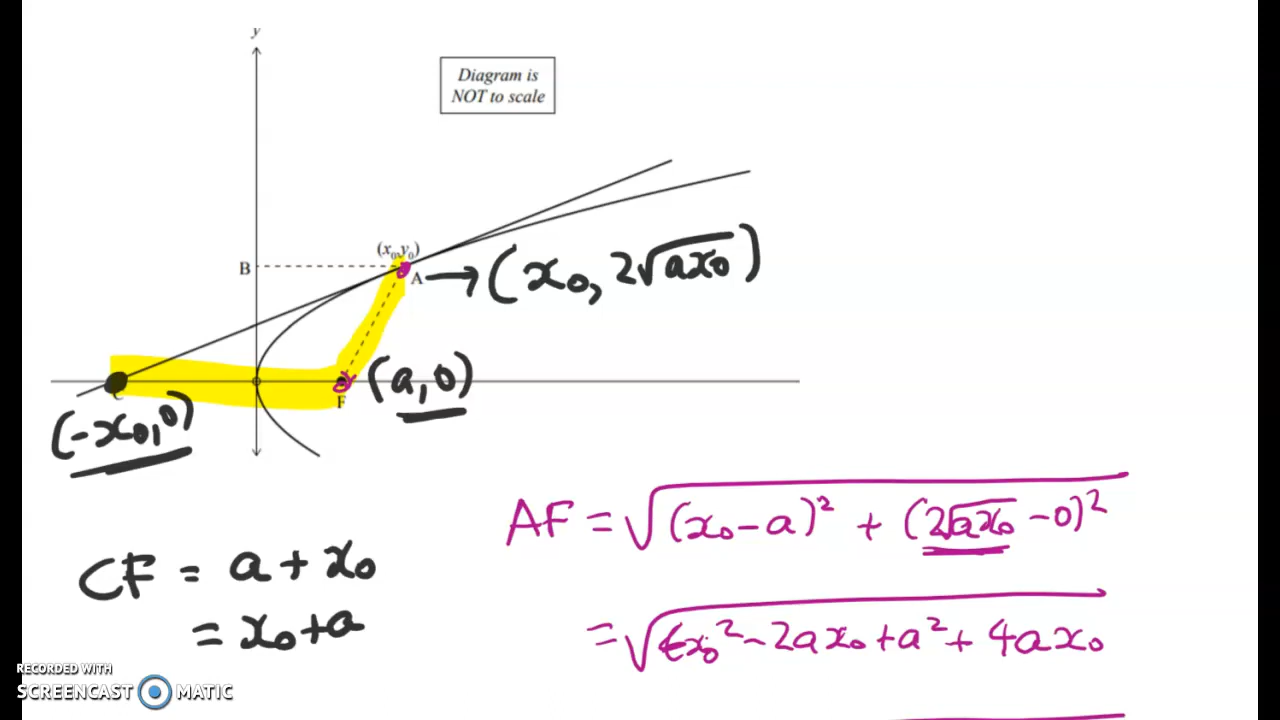 y
Diagram is
NOT to scale
(x₀,y₀)
B
A → (x₀, 2√ax₀)
(a, 0)
F
C
(-x₀, 0)
AF = √(x₀ - a)² + (2√ax₀ - 0)²
CF = a + x₀
= x₀ + a
= √x₀² - 2ax₀ + a² + 4ax₀
RECORDED WITH
SCREENCAST MATIC